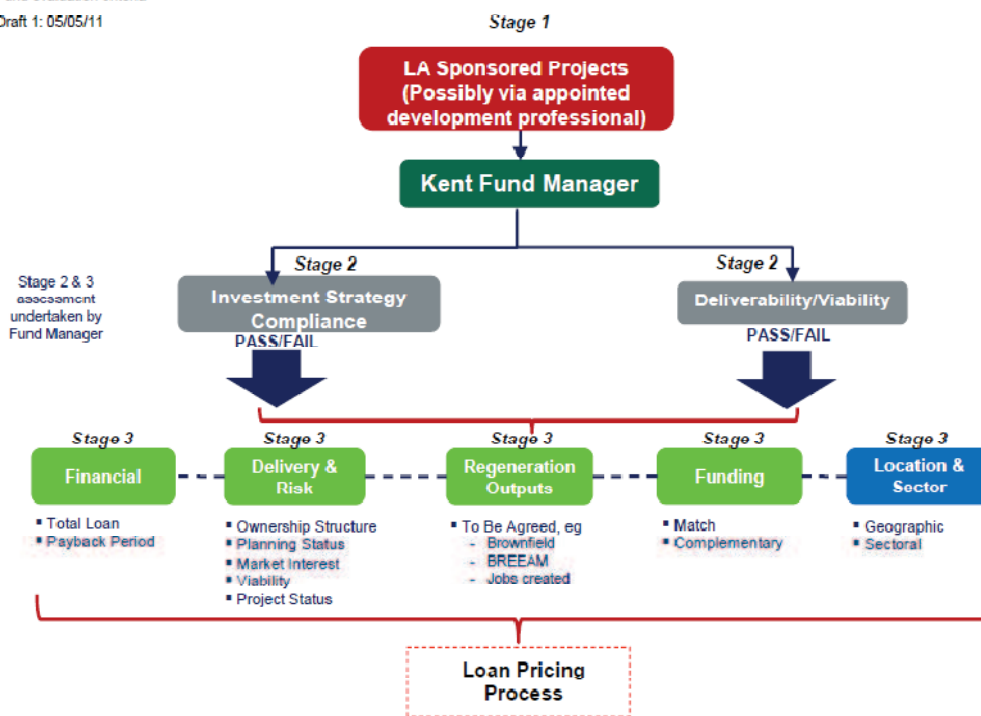 Draft 1: 05/05/11
Stage 1
LA Sponsored Projects
(Possibly via appointed
development professional)
Kent Fund Manager
Stage 2 & 3
assessment
undertaken by
Fund Manager
Stage 2
Investment Strategy
Compliance
PASS/FAIL
Stage 2
Deliverability/Viability
PASS/FAIL
Stage 3
Financial
▪ Total Loan
▪ Payback Period
Stage 3
Delivery &
Risk
▪ Ownership Structure
▪ Planning Status
▪ Market Interest
▪ Viability
▪ Project Status
Stage 3
Regeneration
Outputs
▪ To Be Agreed, eg
- Brownfield
- BREEAM
- Jobs created
Stage 3
Funding
▪ Match
▪ Complementary
Stage 3
Location &
Sector
▪ Geographic
▪ Sectoral
Loan Pricing
Process